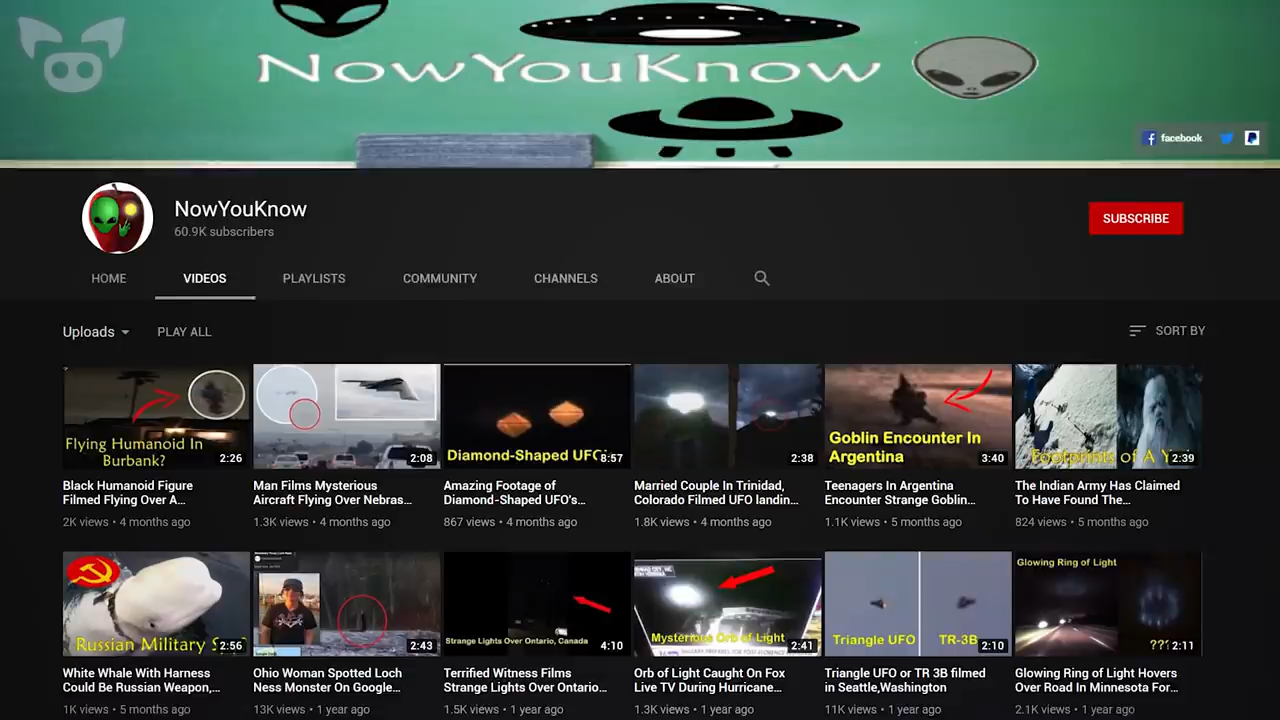 NowYouKnow
facebook
NowYouKnow
60.9K subscribers
SUBSCRIBE
HOME
VIDEOS
PLAYLISTS
COMMUNITY
CHANNELS
ABOUT
Uploads
PLAY ALL
SORT BY
Flying Humanoid In
Burbank?
2:26
2:08
Diamond-Shaped UFO
8:57
2:38
Goblin Encounter In
Argentina
3:40
Footprints of A Y
2:39
Black Humanoid Figure
Filmed Flying Over A...
2K views • 4 months ago
Man Films Mysterious
Aircraft Flying Over Nebras...
1.3K views • 4 months ago
Amazing Footage of
Diamond-Shaped UFO's...
867 views • 4 months ago
Married Couple In Trinidad,
Colorado Filmed UFO landin...
1.8K views • 4 months ago
Teenagers In Argentina
Encounter Strange Goblin...
1.1K views • 5 months ago
The Indian Army Has Claimed
To Have Found The...
824 views • 5 months ago
Russian Military S
2:56
2:43
Strange Lights Over Ontario, Canada
4:10
Mysterious Orb of Light
2:41
Triangle UFO
TR-3B
2:10
Glowing Ring of Light
???
2:11
White Whale With Harness
Could Be Russian Weapon,...
1K views • 5 months ago
Ohio Woman Spotted Loch
Ness Monster On Google...
13K views • 1 year ago
Terrified Witness Films
Strange Lights Over Ontario...
1.5K views • 1 year ago
Orb of Light Caught On Fox
Live TV During Hurricane...
1.3K views • 1 year ago
Triangle UFO or TR 3B filmed
in Seattle,Washington
11K views • 1 year ago
Glowing Ring of Light Hovers
Over Road In Minnesota For...
2.1K views • 1 year ago